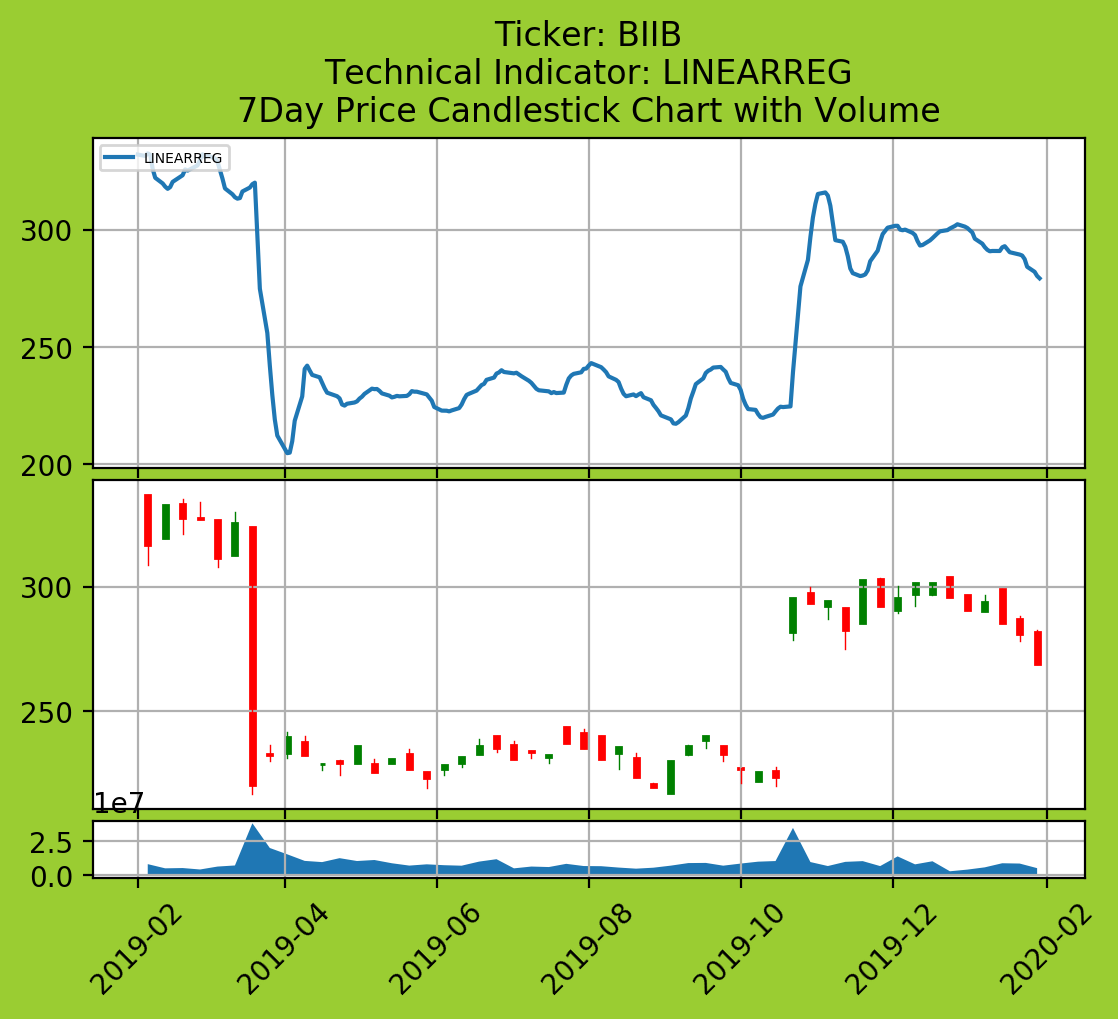 Ticker: BIIB
Technical Indicator: LINEARREG
7Day Price Candlestick Chart with Volume
LINEARREG
300
250
200
300
250
1e7
2.5
0.0
2019-02
2019-04
2019-06
2019-08
2019-10
2019-12
2020-02